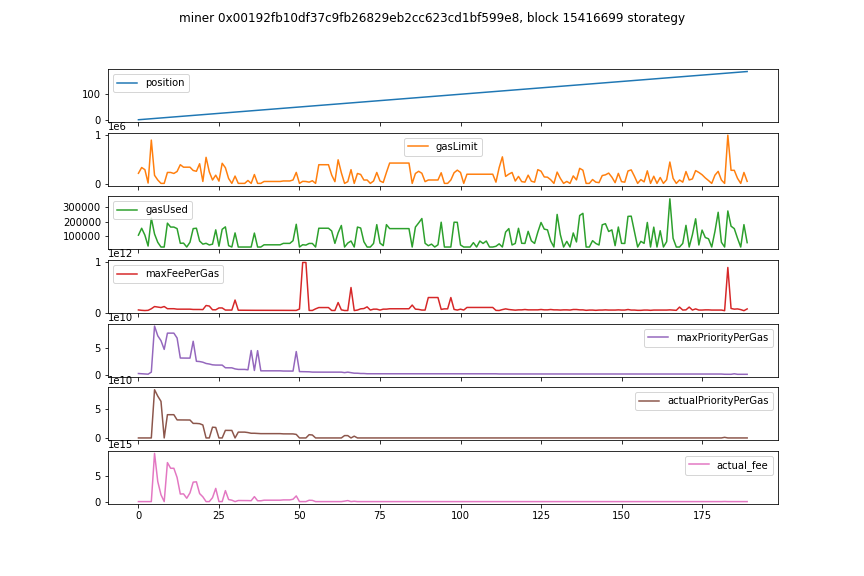 miner 0x00192fb10df37c9fb26829eb2cc623cd1bf599e8, block 15416699 storategy
position
100
0
1e6
gasLimit
1
0
gasUsed
300000
200000
100000
1e12
maxFeePerGas
1
0
1e10
maxPriorityPerGas
5
0
1e10
actualPriorityPerGas
5
0
1e15
actual_fee
5
0
0 25 50 75 100 125 150 175